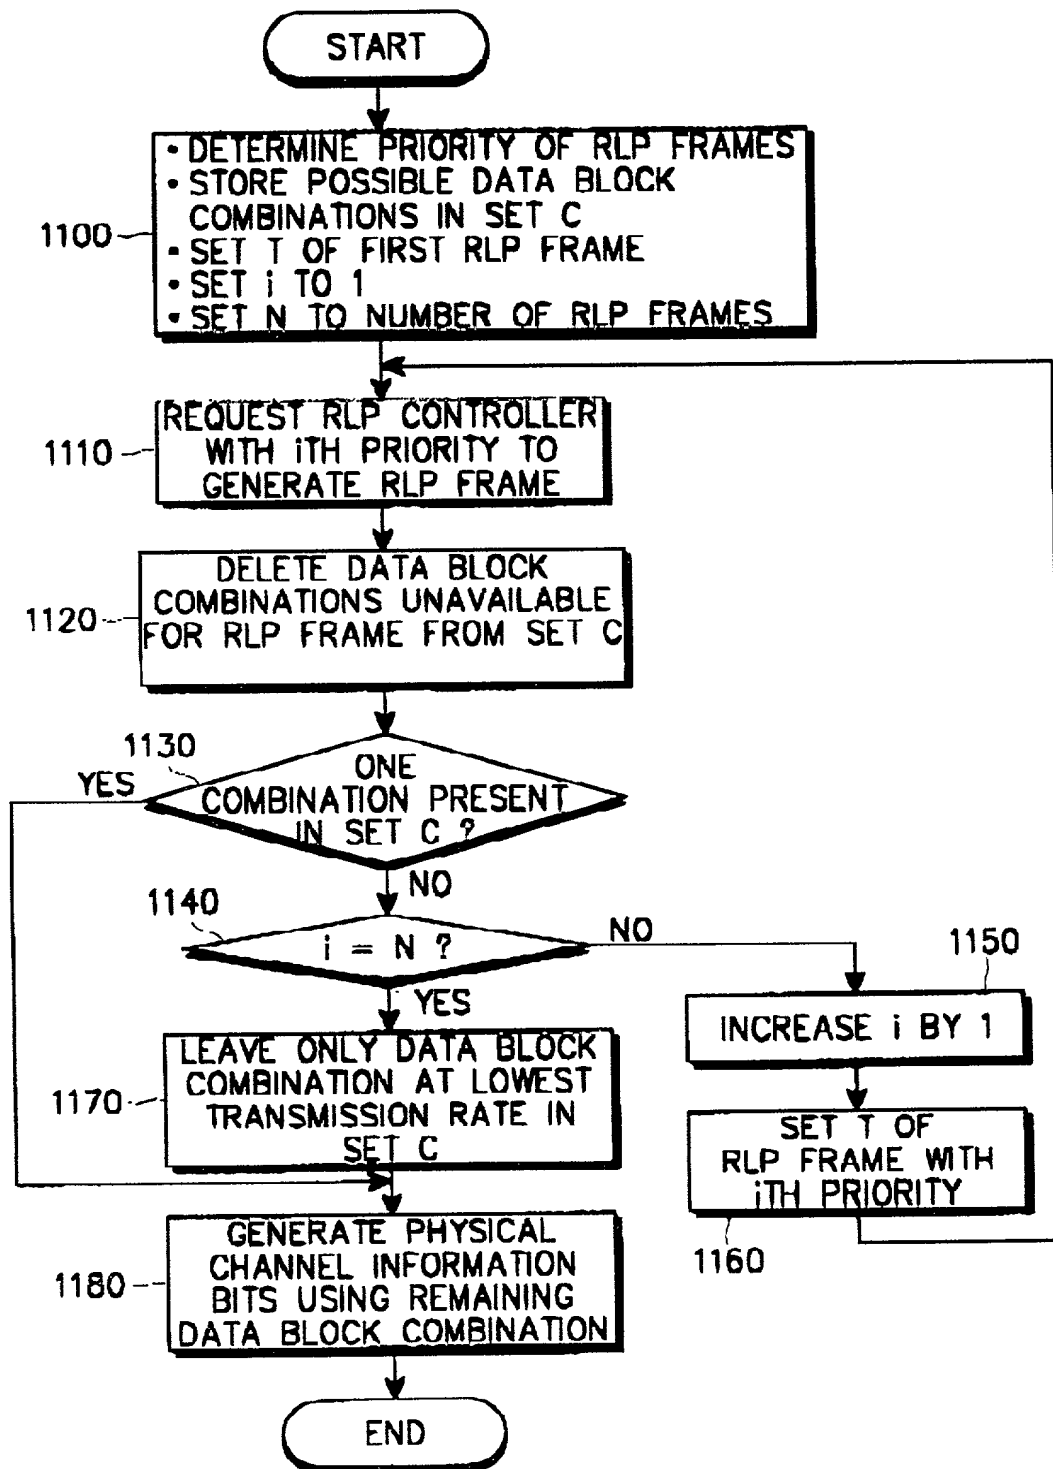 START
• DETERMINE PRIORITY OF RLP FRAMES
• STORE POSSIBLE DATA BLOCK
COMBINATIONS IN SET C
• SET T OF FIRST RLP FRAME
• SET i TO 1
• SET N TO NUMBER OF RLP FRAMES
1100
REQUEST RLP CONTROLLER
WITH iTH PRIORITY TO
GENERATE RLP FRAME
1110
DELETE DATA BLOCK
COMBINATIONS UNAVAILABLE
FOR RLP FRAME FROM SET C
1120
1130
YES
ONE
COMBINATION PRESENT
IN SET C ?
NO
1140
i = N ?
NO
YES
1150
INCREASE i BY 1
LEAVE ONLY DATA BLOCK
COMBINATION AT LOWEST
TRANSMISSION RATE IN
SET C
1170
SET T OF
RLP FRAME WITH
iTH PRIORITY
1160
GENERATE PHYSICAL
CHANNEL INFORMATION
BITS USING REMAINING
DATA BLOCK COMBINATION
1180
END